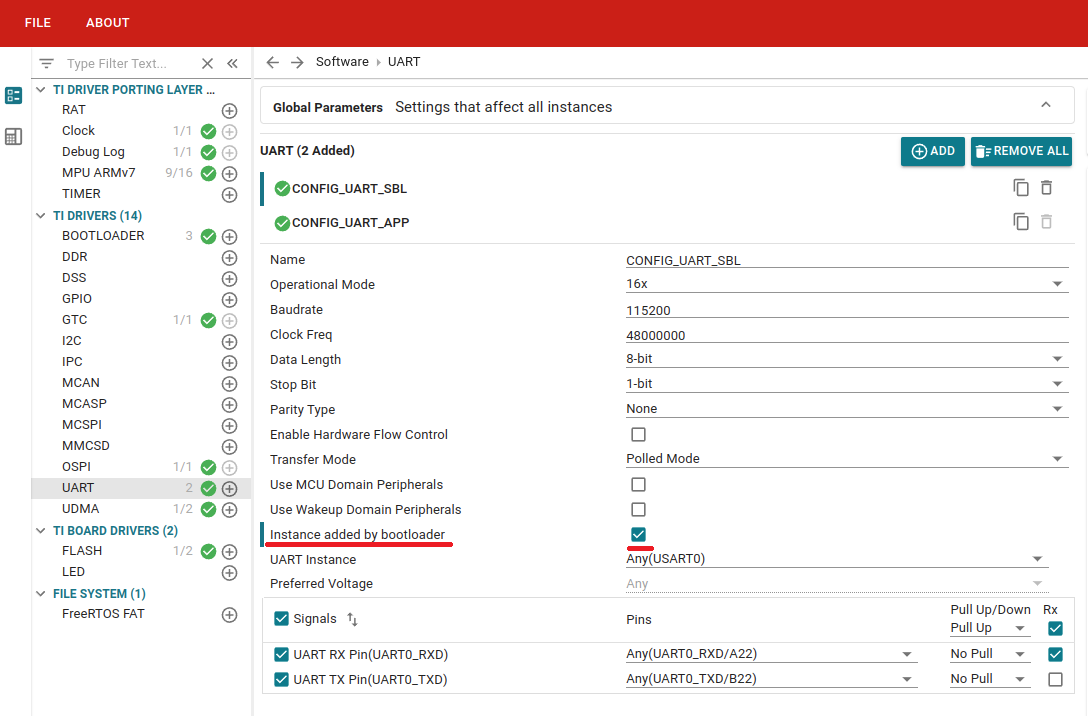 FILE ABOUT
Type Filter Text...
Software › UART
TI DRIVER PORTING LAYER ...
RAT
Clock 1/1
Debug Log 1/1
MPU ARMv7 9/16
TIMER
TI DRIVERS (14)
BOOTLOADER 3
DDR
DSS
GPIO
GTC 1/1
I2C
IPC
MCAN
MCASP
MCSPI
MMCSD
OSPI 1/1
UART 2
UDMA 1/2
TI BOARD DRIVERS (2)
FLASH 1/2
LED
FILE SYSTEM (1)
FreeRTOS FAT
Global Parameters Settings that affect all instances
UART (2 Added) ADD REMOVE ALL
CONFIG_UART_SBL
CONFIG_UART_APP
Name CONFIG_UART_SBL
Operational Mode 16x
Baudrate 115200
Clock Freq 48000000
Data Length 8-bit
Stop Bit 1-bit
Parity Type None
Enable Hardware Flow Control
Transfer Mode Polled Mode
Use MCU Domain Peripherals
Use Wakeup Domain Peripherals
Instance added by bootloader
UART Instance Any(USART0)
Preferred Voltage Any
Signals Pins Pull Up/Down Rx
Pull Up
UART RX Pin(UART0_RXD) Any(UART0_RXD/A22) No Pull
UART TX Pin(UART0_TXD) Any(UART0_TXD/B22) No Pull